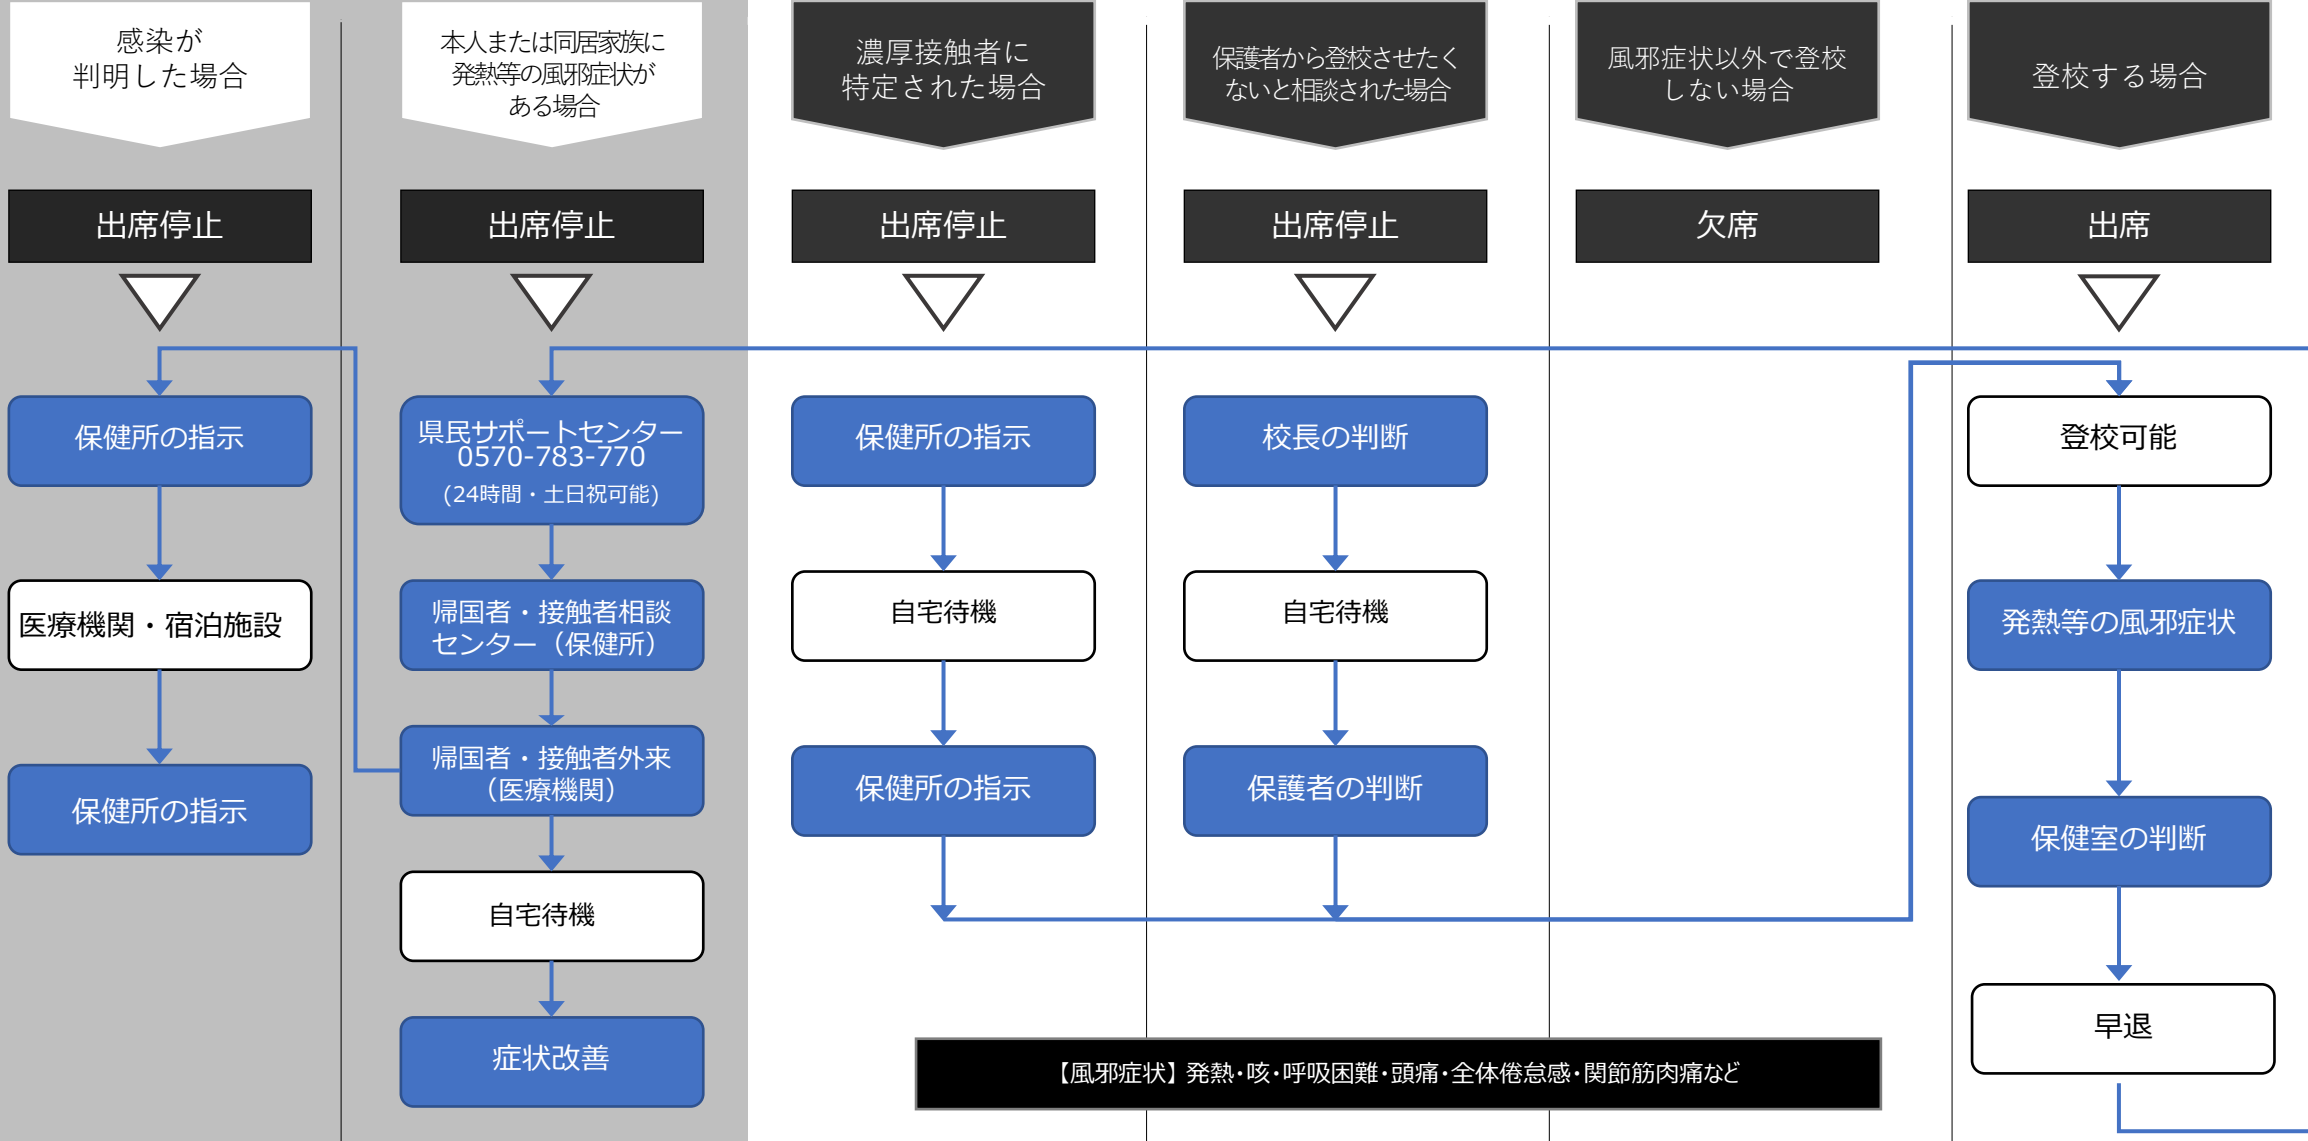 感染が
判明した場合
本人または同居家族に
発熱等の風邪症状が
ある場合
濃厚接触者に
特定された場合
保護者から登校させたく
ないと相談された場合
風邪症状以外で登校
しない場合
登校する場合
出席停止
出席停止
出席停止
出席停止
欠席
出席
保健所の指示
医療機関・宿泊施設
保健所の指示
県民サポートセンター
0570-783-770
(24時間・土日祝可能)
帰国者・接触者相談
センター（保健所）
帰国者・接触者外来
（医療機関）
自宅待機
症状改善
保健所の指示
自宅待機
保健所の指示
校長の判断
自宅待機
保護者の判断
登校可能
発熱等の風邪症状
保健室の判断
早退
【風邪症状】発熱・咳・呼吸困難・頭痛・全体倦怠感・関節筋肉痛など